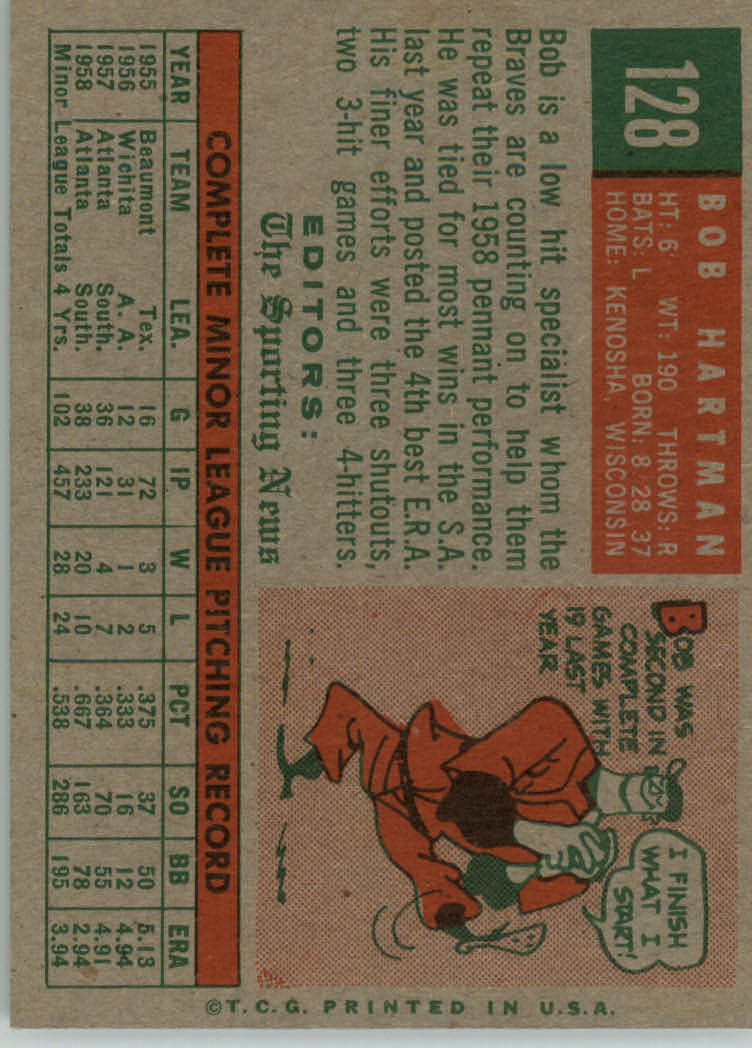 128
BOB HARTMAN
HT: 6' WT: 190 THROWS: R
BATS: L BORN: 8 28 37
HOME: KENOSHA, WISCONSIN
Bob is a low hit specialist whom the
Braves are counting on to help them
repeat their 1958 pennant performance.
He was tied for most wins in the S.A.
last year and posted the 4th best E.R.A.
His finer efforts were three shutouts,
two 3-hit games and three 4-hitters.
EDITORS:
The Sporting News
BOB WAS
SECOND IN
COMPLETE
GAMES WITH
19 LAST
YEAR
I FINISH
WHAT I
START!
COMPLETE MINOR LEAGUE PITCHING RECORD
YEAR TEAM LEA. G IP W L PCT SO BB ERA
1955 Beaumont Tex. 16 72 3 5 .375 37 50 5.13
1956 Wichita A. A. 12 31 1 2 .333 16 12 4.94
1957 Atlanta South. 36 121 4 7 .364 70 55 4.91
1958 Atlanta South. 38 233 20 10 .667 163 78 2.94
Minor League Totals 4 Yrs. 102 457 28 24 .538 286 195 3.94
©T.C.G. PRINTED IN U.S.A.